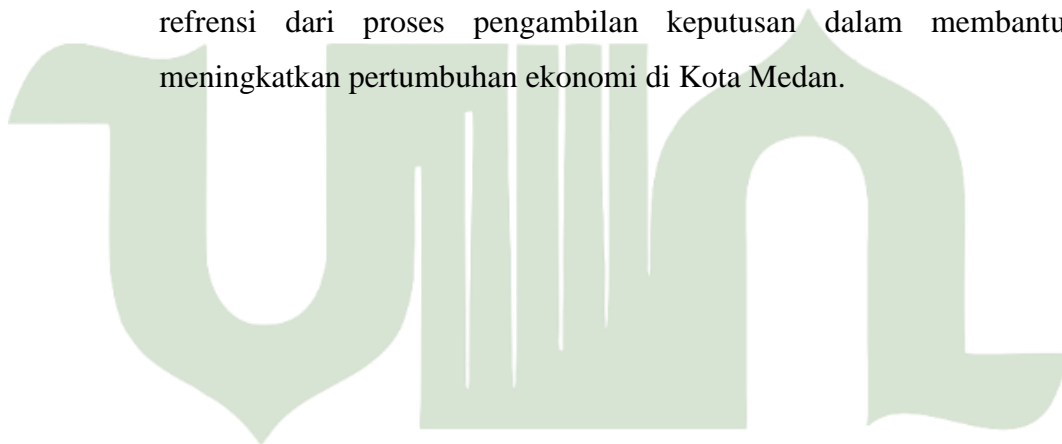 refrensi dari proses pengambilan keputusan dalam membantu
meningkatkan pertumbuhan ekonomi di Kota Medan.